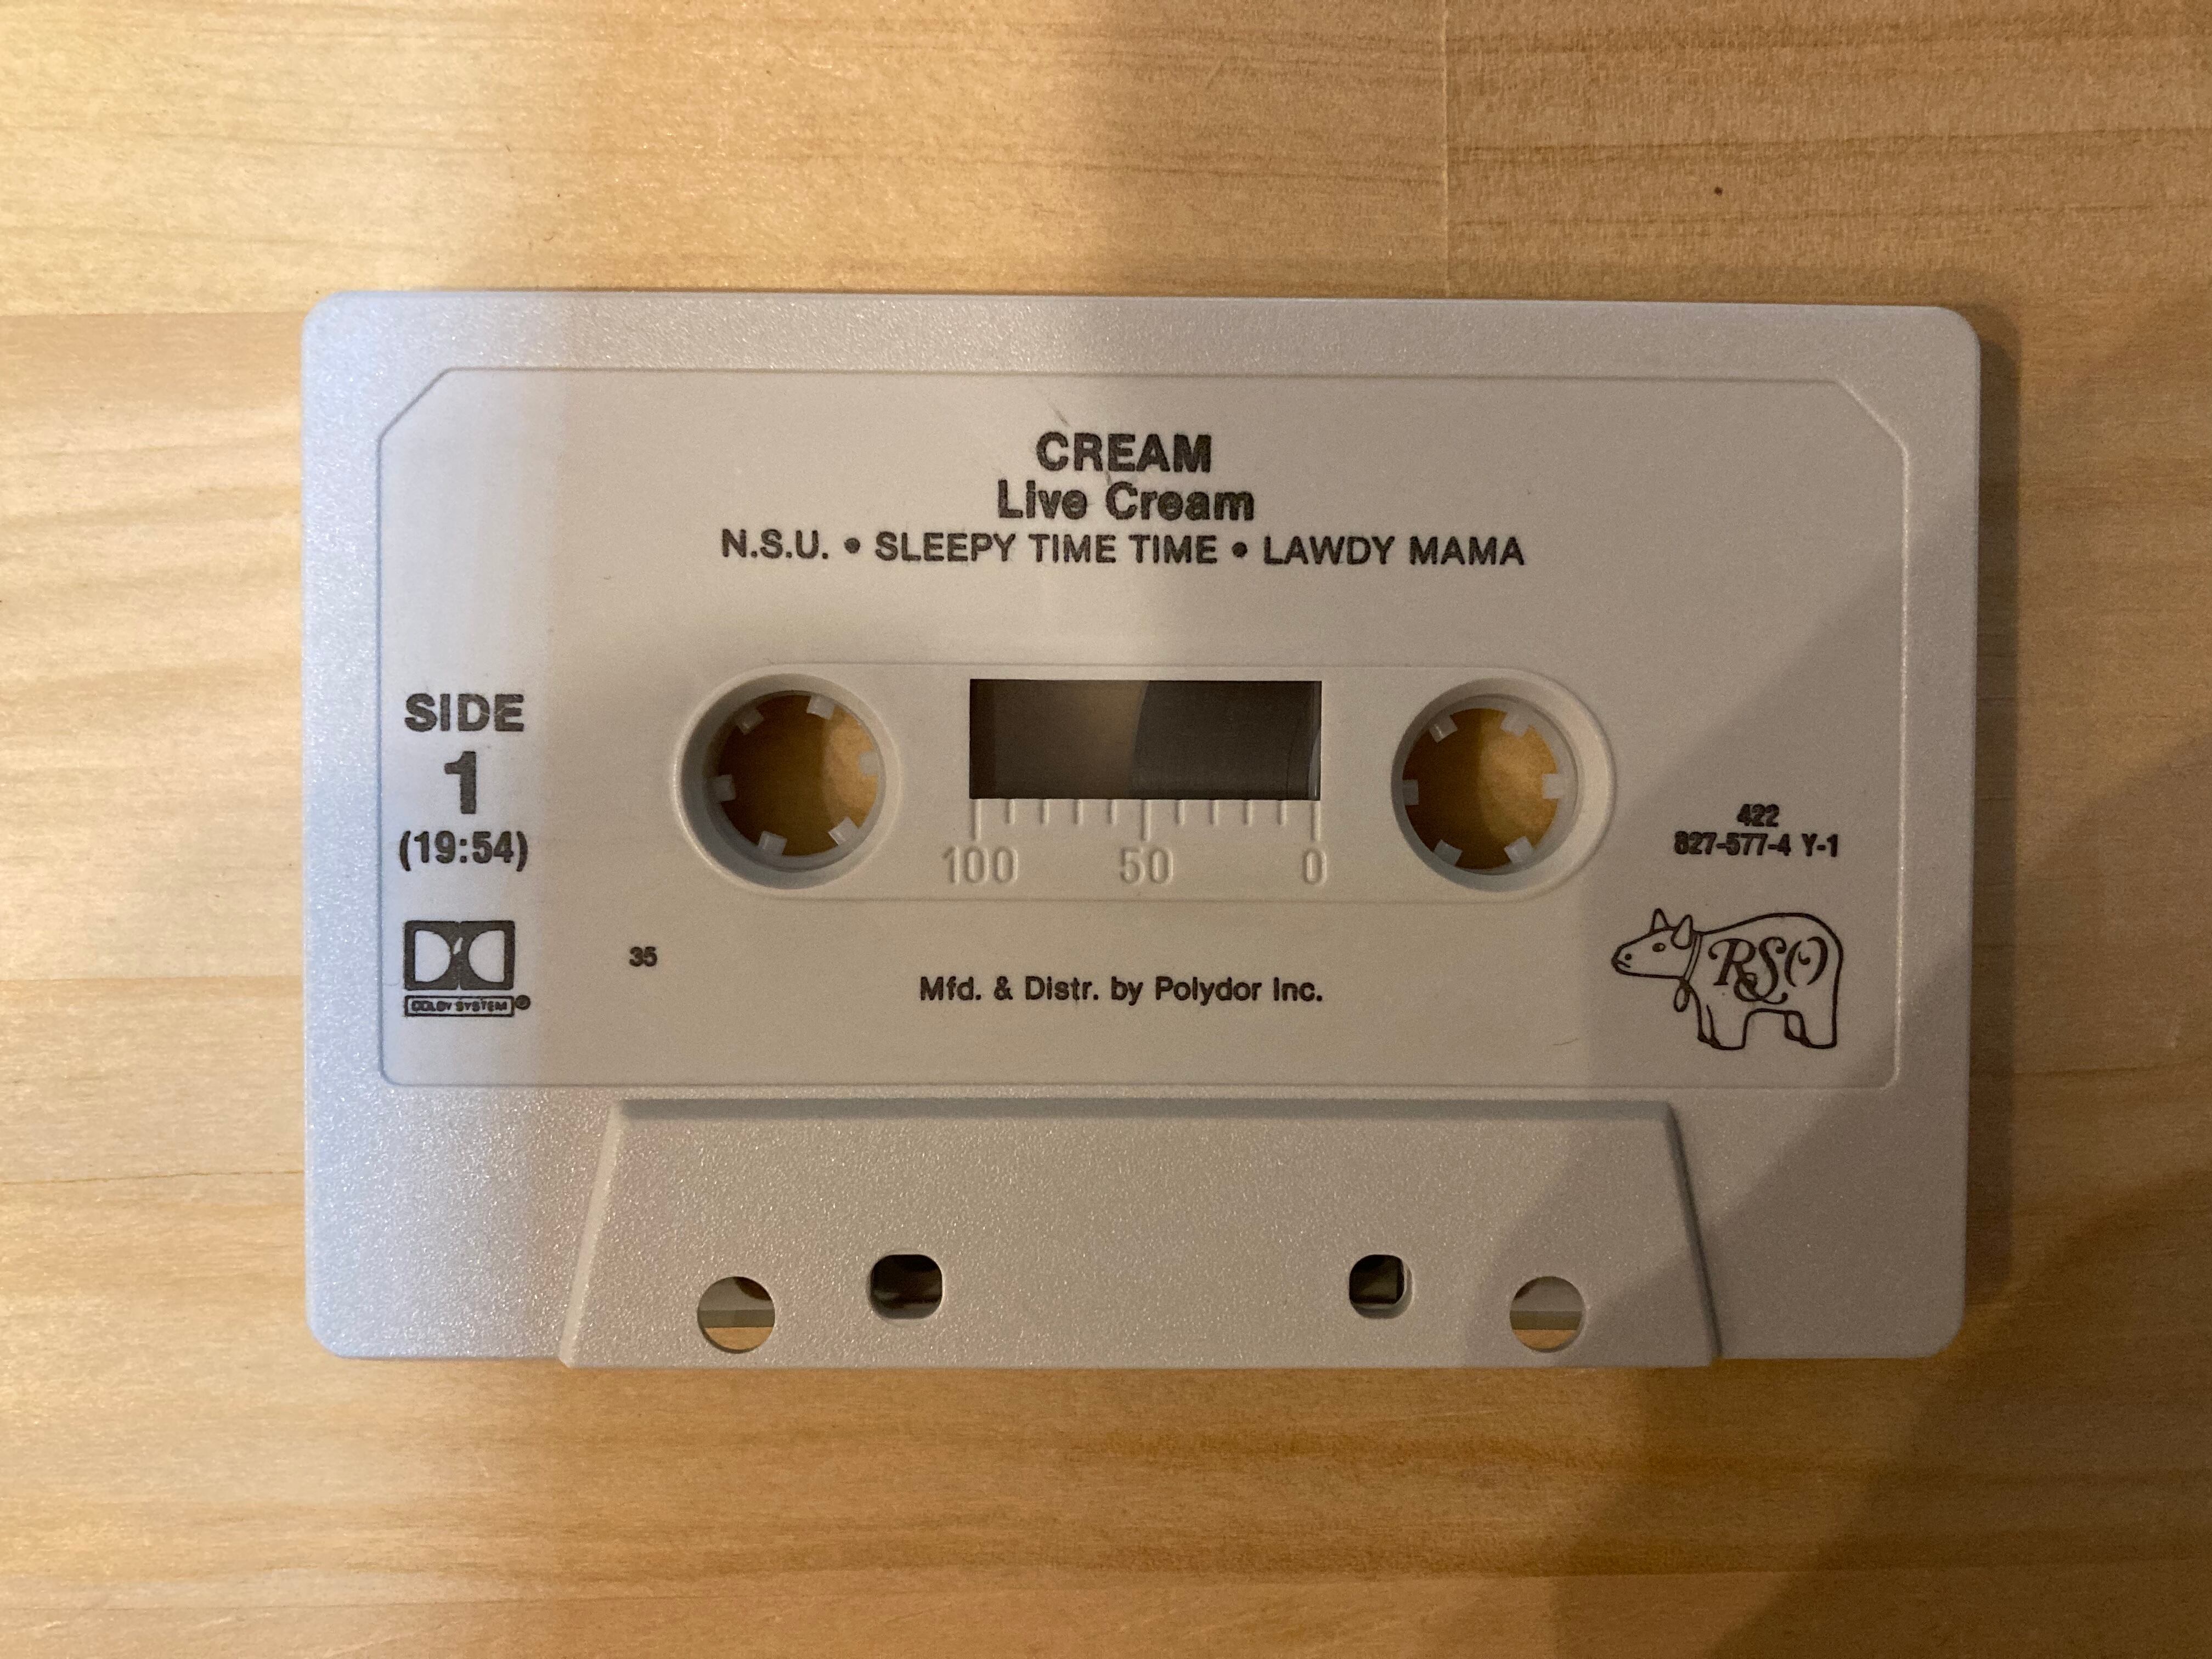 CREAM
Live Cream
N.S.U. • SLEEPY TIME TIME • LAWDY MAMA
SIDE
1
(19:54)
100 50 0
422
827-577-4 Y-1
DOLBY SYSTEM®
35
Mfd. & Distr. by Polydor Inc.
RSO